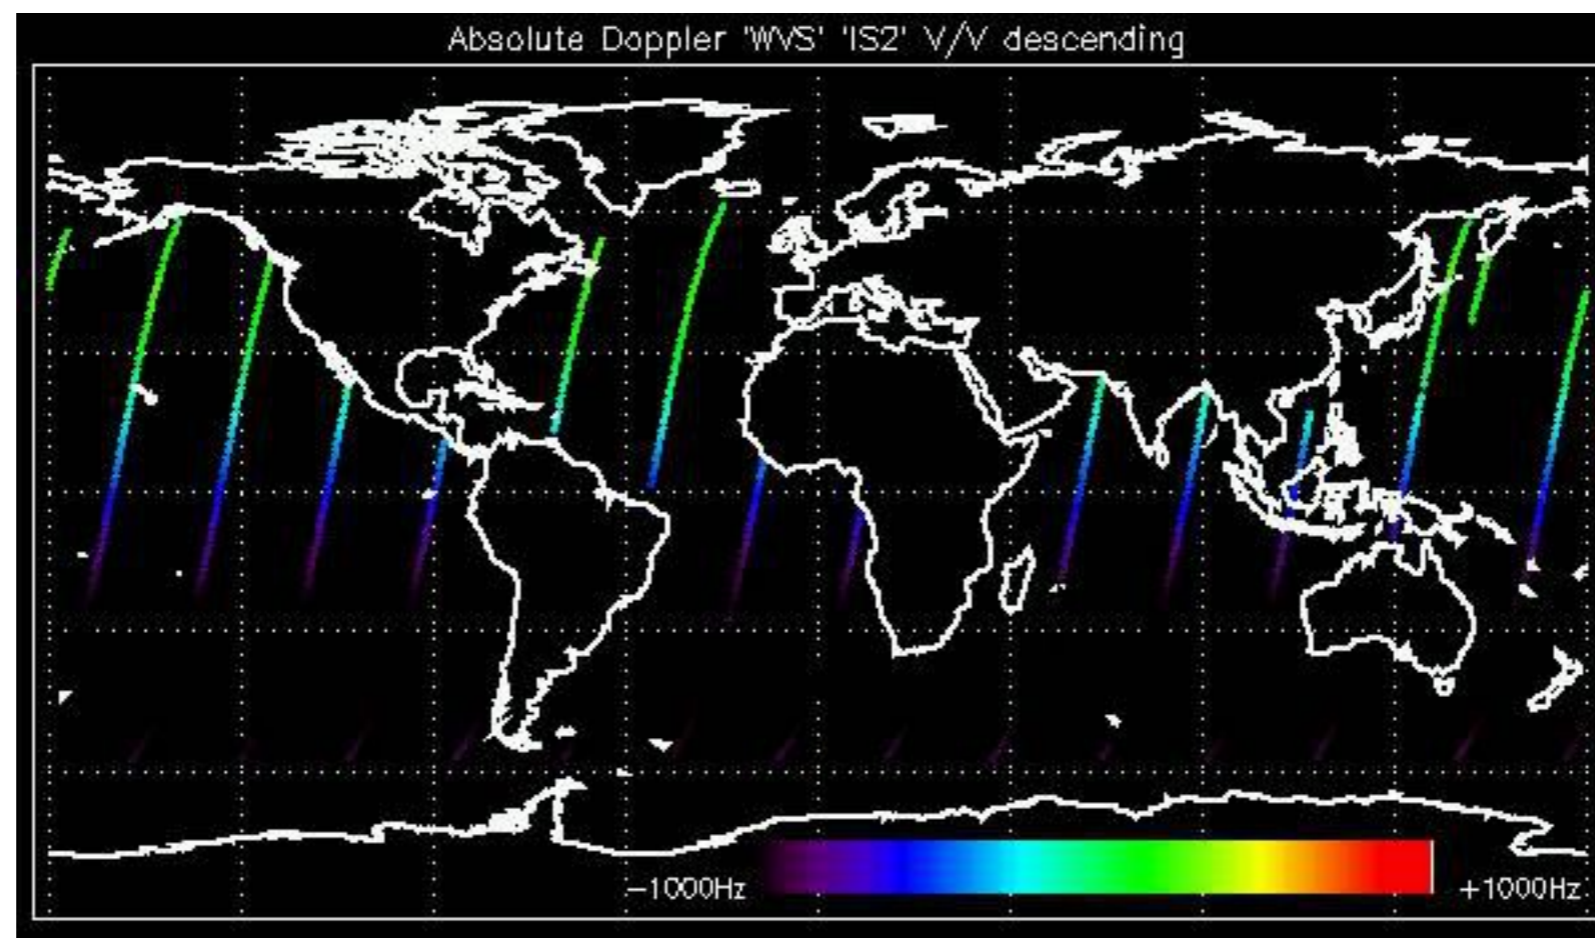 Absolute Doppler 'WVS' 'IS2' V/V descending
−1000Hz
+1000Hz